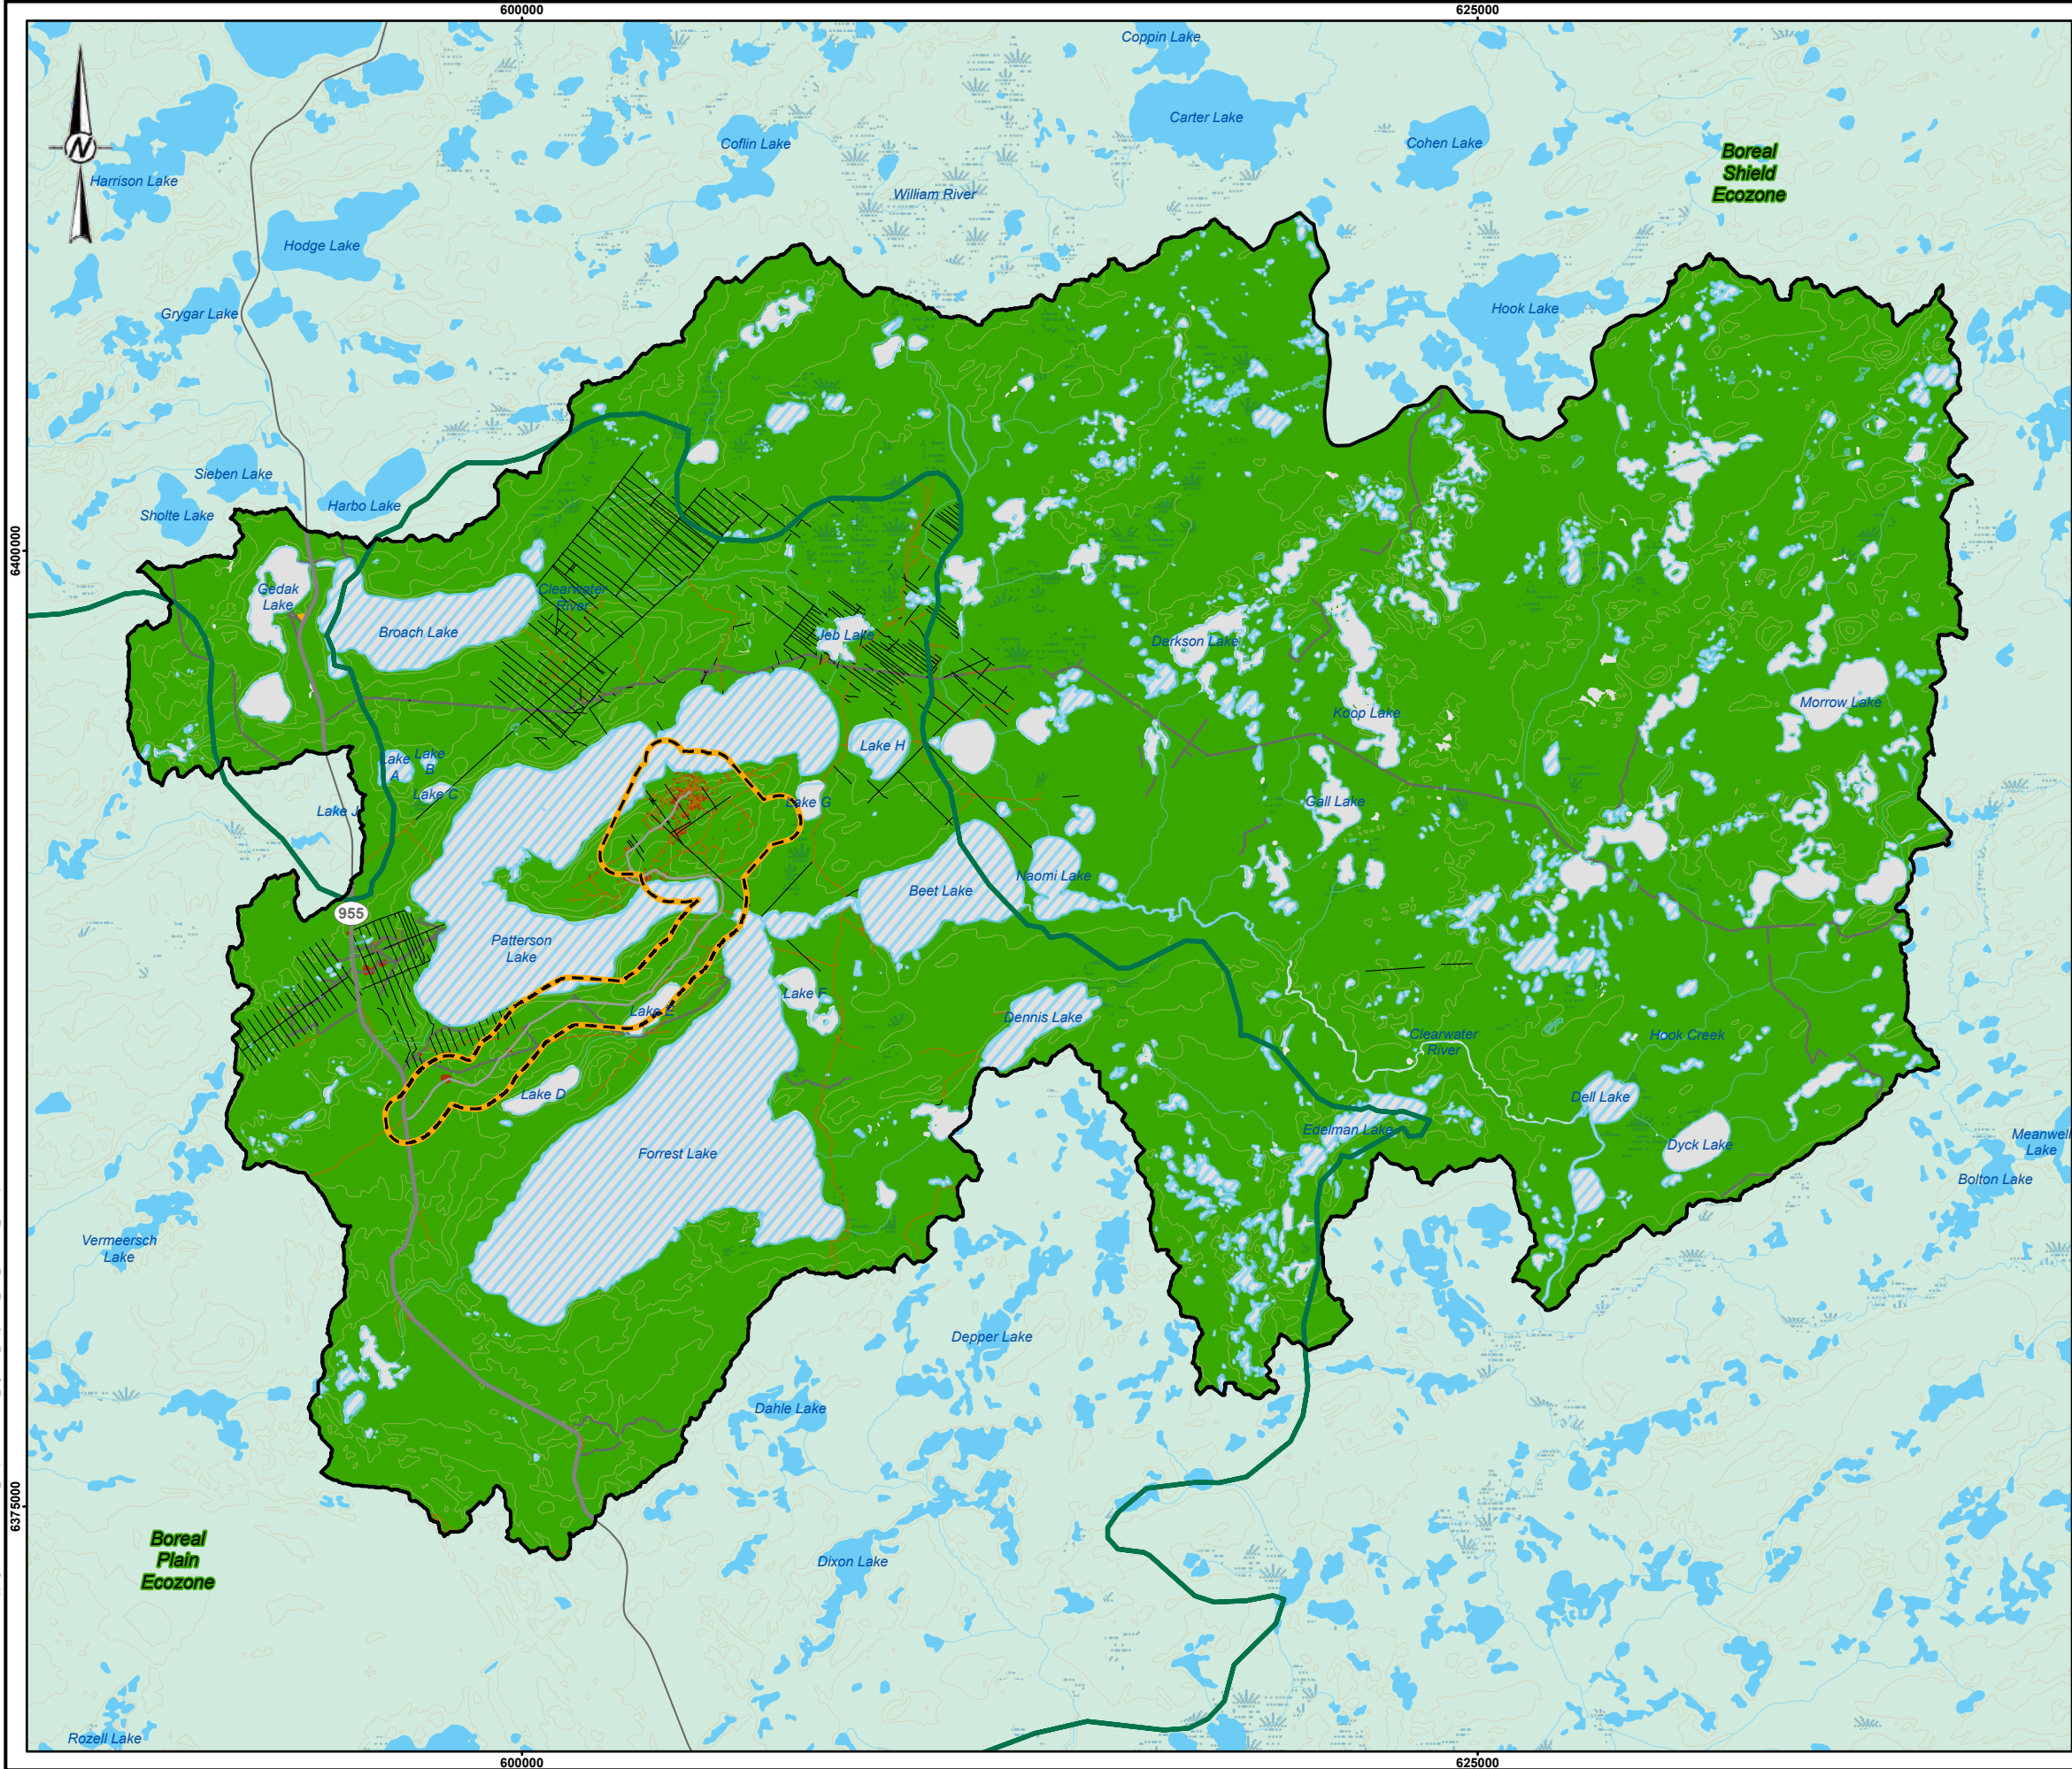 600000
625000
Coppin Lake
Carter Lake
Coflin Lake
Cohen Lake
Boreal
Shield
Ecozone
N
Harrison Lake
William River
Hodge Lake
Grygar Lake
Hook Lake
Sieben Lake
Harbo Lake
Sholte Lake
6400000
Gedak
Lake
Clearwater
River
Broach Lake
Jeb Lake
Derkson Lake
Morrow Lake
Koop Lake
Lake
A
Lake
B
Lake H
Lake C
Lake J
Lake G
Gall Lake
Naomi Lake
Beet Lake
955
Patterson
Lake
Lake F
Lake E
Dennis Lake
Clearwater
River
Hook Creek
Lake D
Dell Lake
Edelman Lake
Dyck Lake
Meanwell
Lake
Forrest Lake
Bolton Lake
Vermeersch
Lake
Depper Lake
Dahle Lake
6375000
Boreal
Plain
Ecozone
Dixon Lake
Rozell Lake
600000
625000